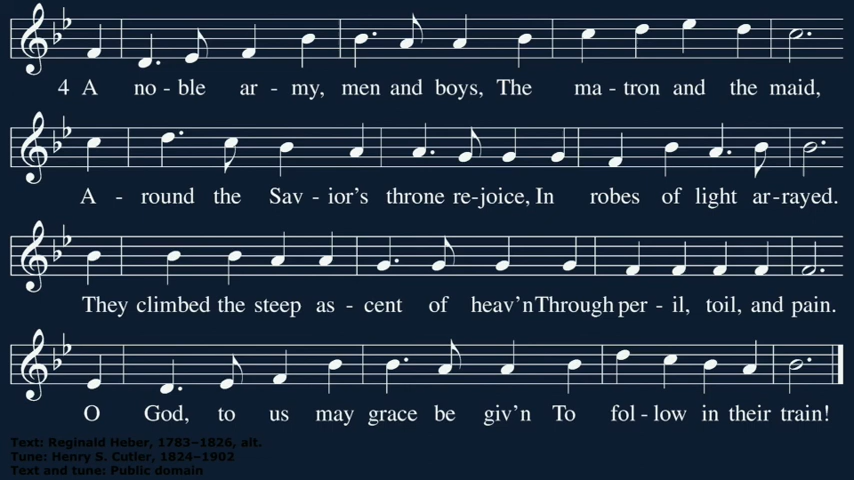 4 A no - ble ar - my, men and boys, The ma - tron and the maid,
A - round the Sav - ior's throne re-joice, In robes of light ar-rayed.
They climbed the steep as - cent of heav'n Through per - il, toil, and pain.
O God, to us may grace be giv'n To fol - low in their train!
Text: Reginald Heber, 1783–1826, alt.
Tune: Henry S. Cutler, 1824–1902
Text and tune: Public domain